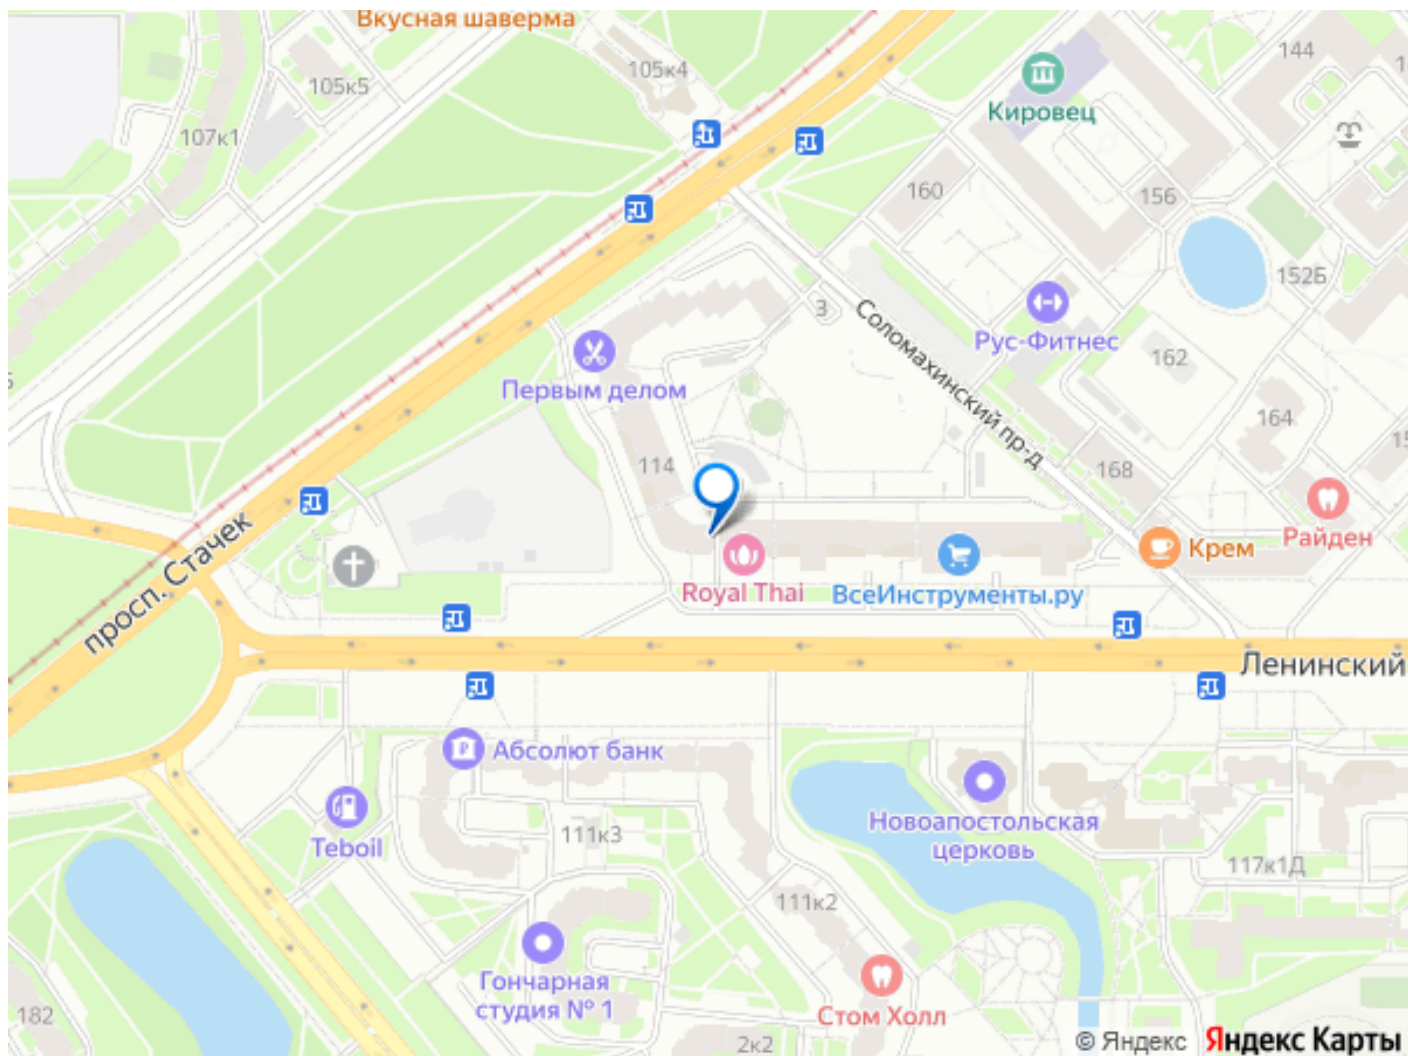 Вкусная шаверма
105к4
144
105к5
Кировец
107к1
160
156
152Б
3
Соломахинский пр-д
Рус-Фитнес
162
Первым делом
164
114
168
просп. Стачек
Royal Thai
ВсеИнструменты.ру
Крем
Райден
Ленинский
Абсолют банк
Teboil
111к3
Новоапостольская
церковь
117к1Д
111к2
Гончарная
студия № 1
Стом Холл
182
2к2
© Яндекс Яндекс Карты